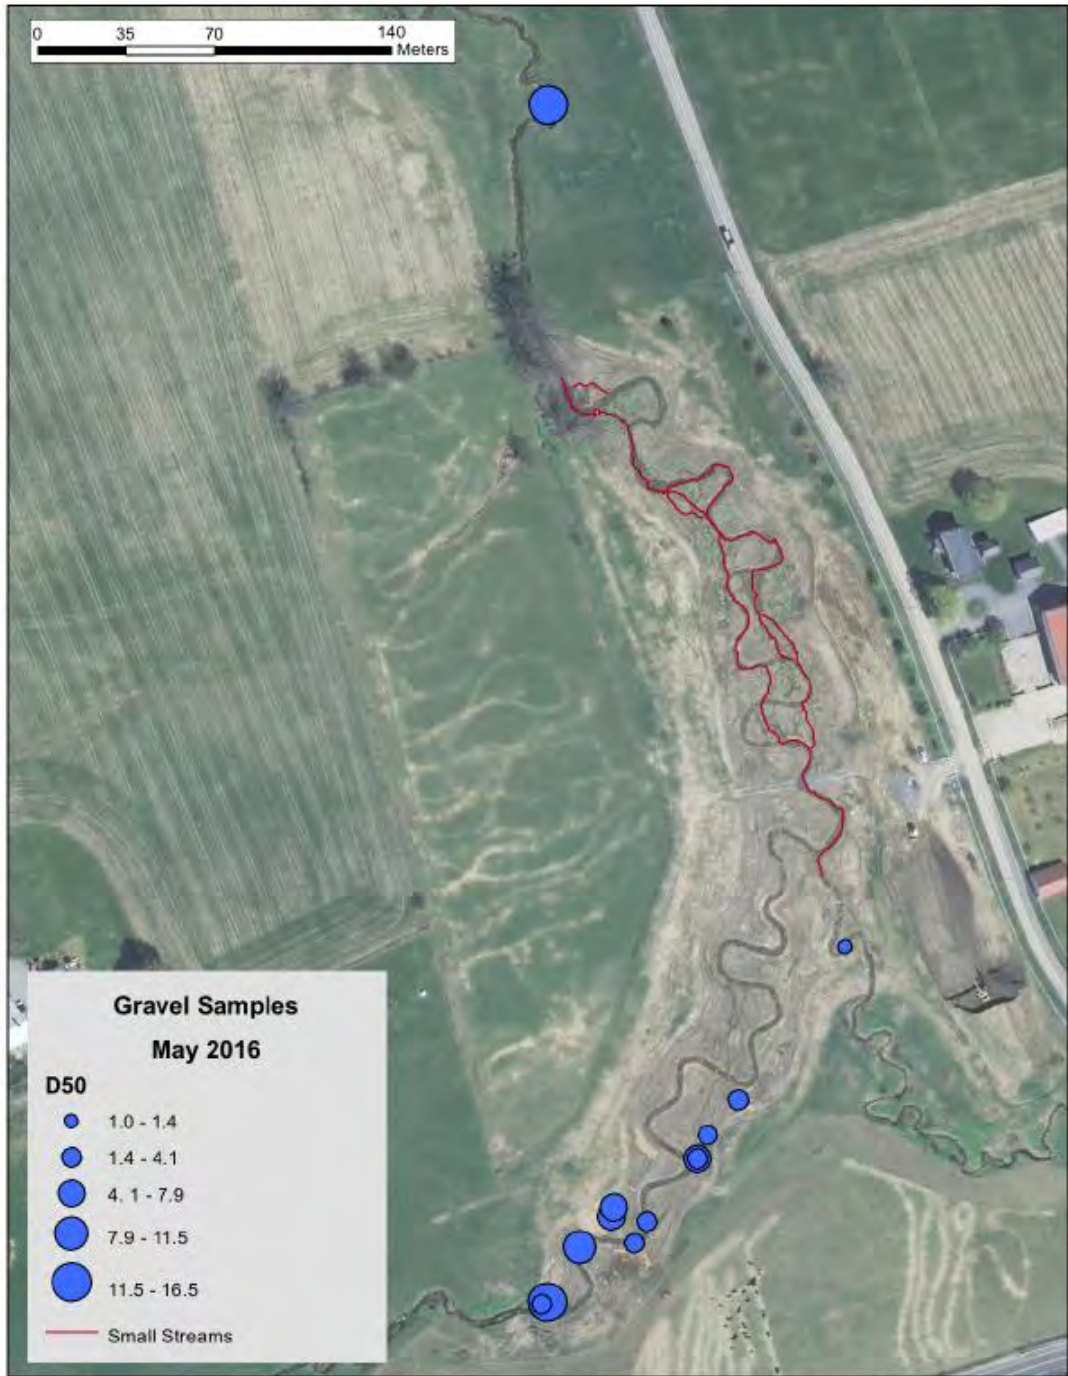 0 35 70 140
Meters
Gravel Samples
May 2016
D50
1.0 - 1.4
1.4 - 4.1
4. 1 - 7.9
7.9 - 11.5
11.5 - 16.5
Small Streams